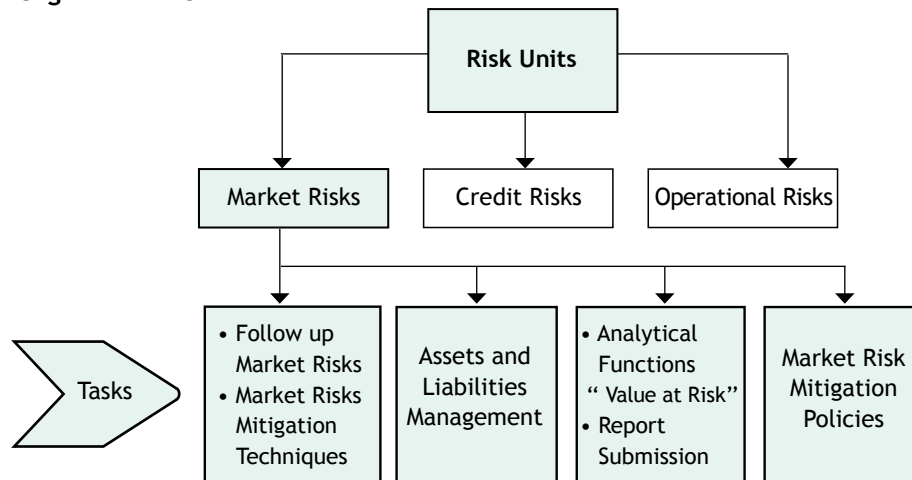 Risk Units
Market Risks
Credit Risks
Operational Risks
Tasks
• Follow up
Market Risks
• Market Risks
Mitigation
Techniques
Assets and
Liabilities
Management
• Analytical
Functions
“ Value at Risk”
• Report
Submission
Market Risk
Mitigation
Policies